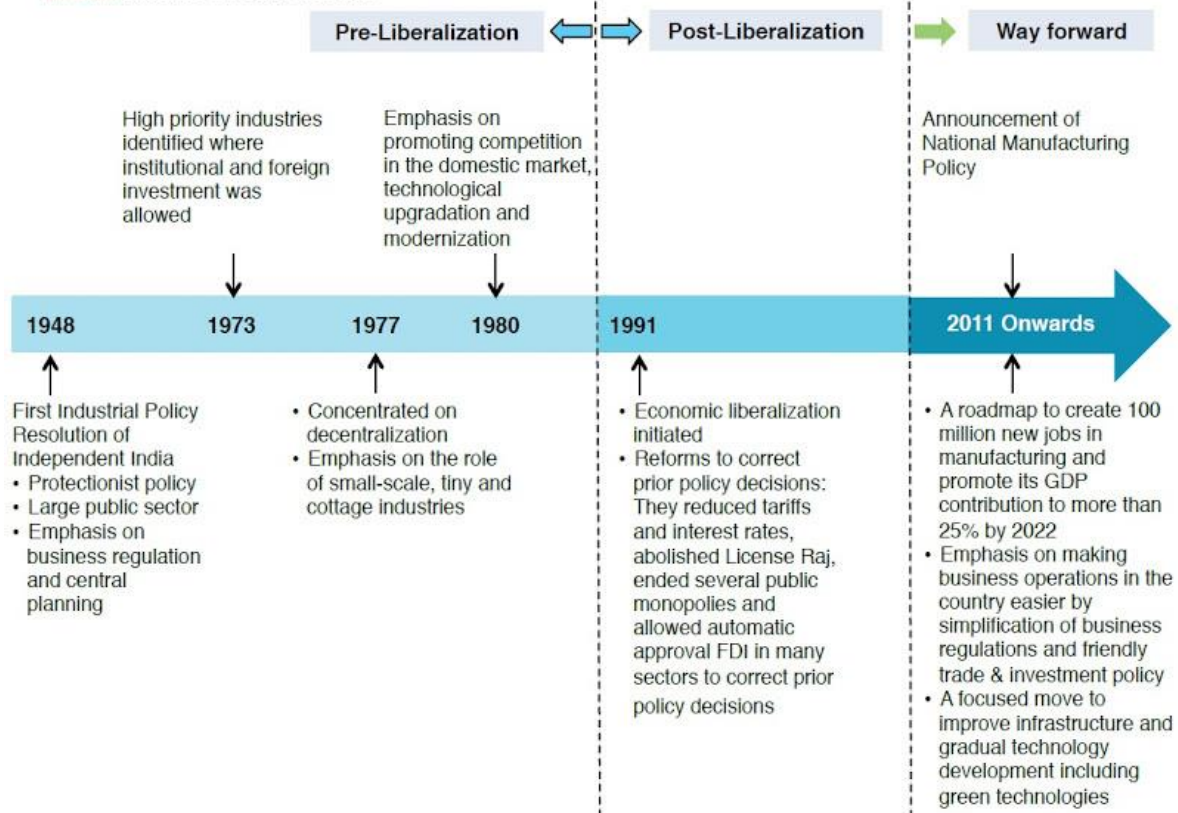 Pre-Liberalization
Post-Liberalization
Way forward
High priority industries
identified where
institutional and foreign
investment was
allowed
Emphasis on
promoting competition
in the domestic market,
technological
upgradation and
modernization
Announcement of
National Manufacturing
Policy
1948
1973
1977
1980
1991
2011 Onwards
First Industrial Policy
Resolution of
Independent India
• Protectionist policy
• Large public sector
• Emphasis on
business regulation
and central
planning
• Concentrated on
decentralization
• Emphasis on the role
of small-scale, tiny and
cottage industries
• Economic liberalization
initiated
• Reforms to correct
prior policy decisions:
They reduced tariffs
and interest rates,
abolished License Raj,
ended several public
monopolies and
allowed automatic
approval FDI in many
sectors to correct prior
policy decisions
• A roadmap to create 100
million new jobs in
manufacturing and
promote its GDP
contribution to more than
25% by 2022
• Emphasis on making
business operations in the
country easier by
simplification of business
regulations and friendly
trade & investment policy
• A focused move to
improve infrastructure and
gradual technology
development including
green technologies